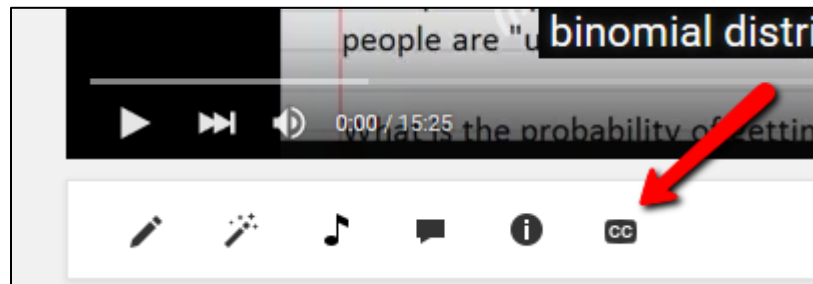 people are "u
binomial distri
0:00 / 15:25
What is the probability of
CC